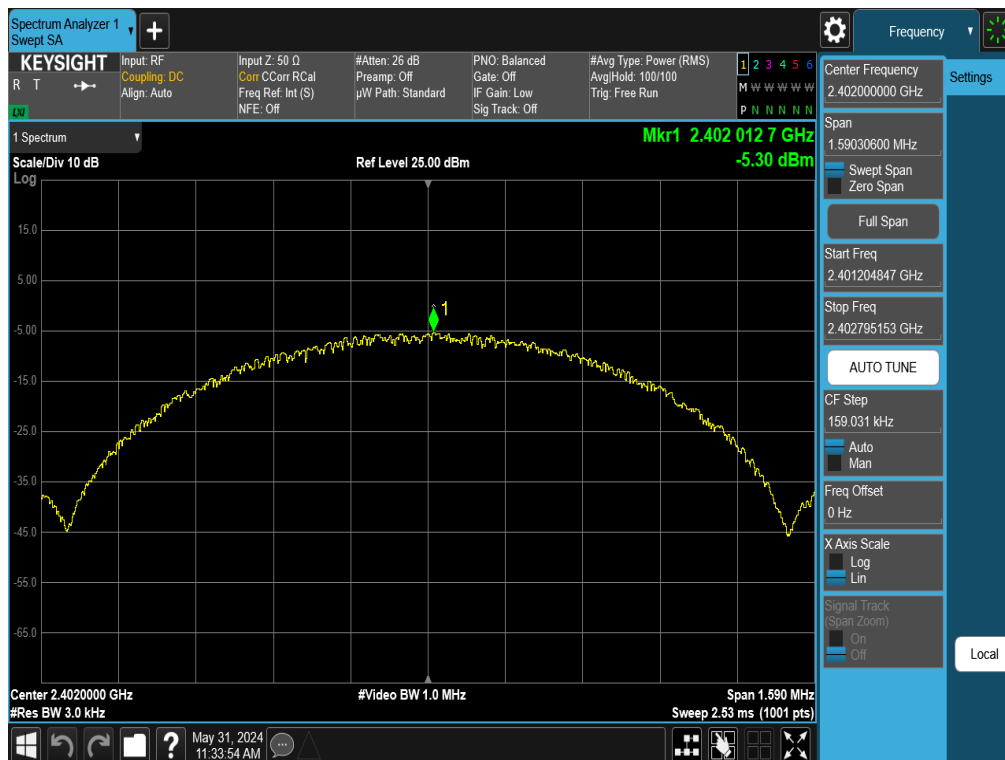 Spectrum Analyzer 1
Swept SA
Frequency
KEYSIGHT
R T
LXI
Input: RF
Coupling: DC
Align: Auto
Input Z: 50 Ω
Corr CCorr RCal
Freq Ref: Int (S)
NFE: Off
#Atten: 26 dB
Preamp: Off
µW Path: Standard
PNO: Balanced
Gate: Off
IF Gain: Low
Sig Track: Off
#Avg Type: Power (RMS)
Avg|Hold: 100/100
Trig: Free Run
1 2 3 4 5 6
M W W W W W
P N N N N N
1 Spectrum
Mkr1 2.402 012 7 GHz
Scale/Div 10 dB
Ref Level 25.00 dBm
-5.30 dBm
Log
15.0
5.00
-5.00
-15.0
-25.0
-35.0
-45.0
-55.0
-65.0
1
Center 2.4020000 GHz
#Video BW 1.0 MHz
Span 1.590 MHz
#Res BW 3.0 kHz
Sweep 2.53 ms (1001 pts)
May 31, 2024
11:33:54 AM
Center Frequency
2.402000000 GHz
Settings
Span
1.59030600 MHz
Swept Span
Zero Span
Full Span
Start Freq
2.401204847 GHz
Stop Freq
2.402795153 GHz
AUTO TUNE
CF Step
159.031 kHz
Auto
Man
Freq Offset
0 Hz
X Axis Scale
Log
Lin
Signal Track
(Span Zoom)
On
Off
Local